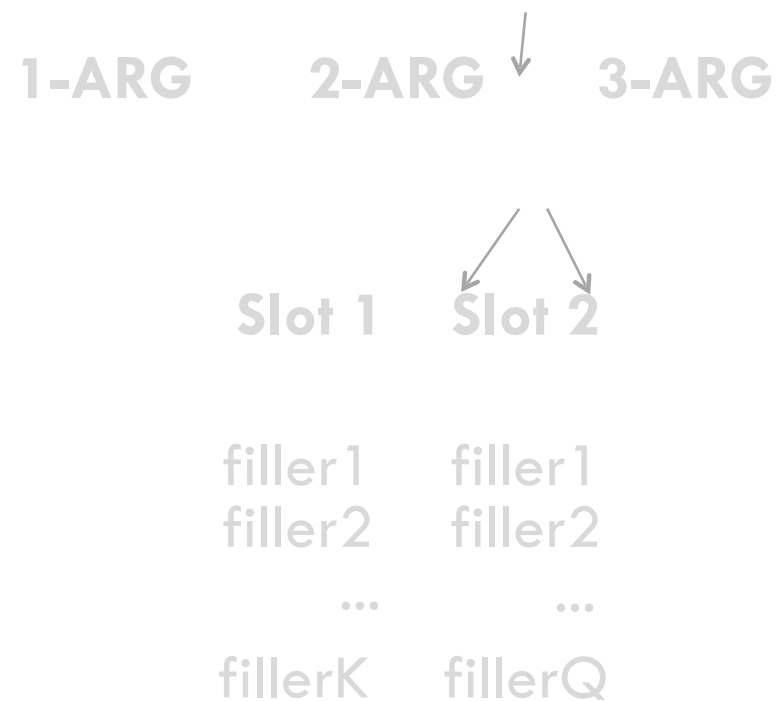 1-ARG 2-ARG 3-ARG
Slot 1 Slot 2
filler1 filler1
filler2 filler2
... ...
fillerK fillerQ